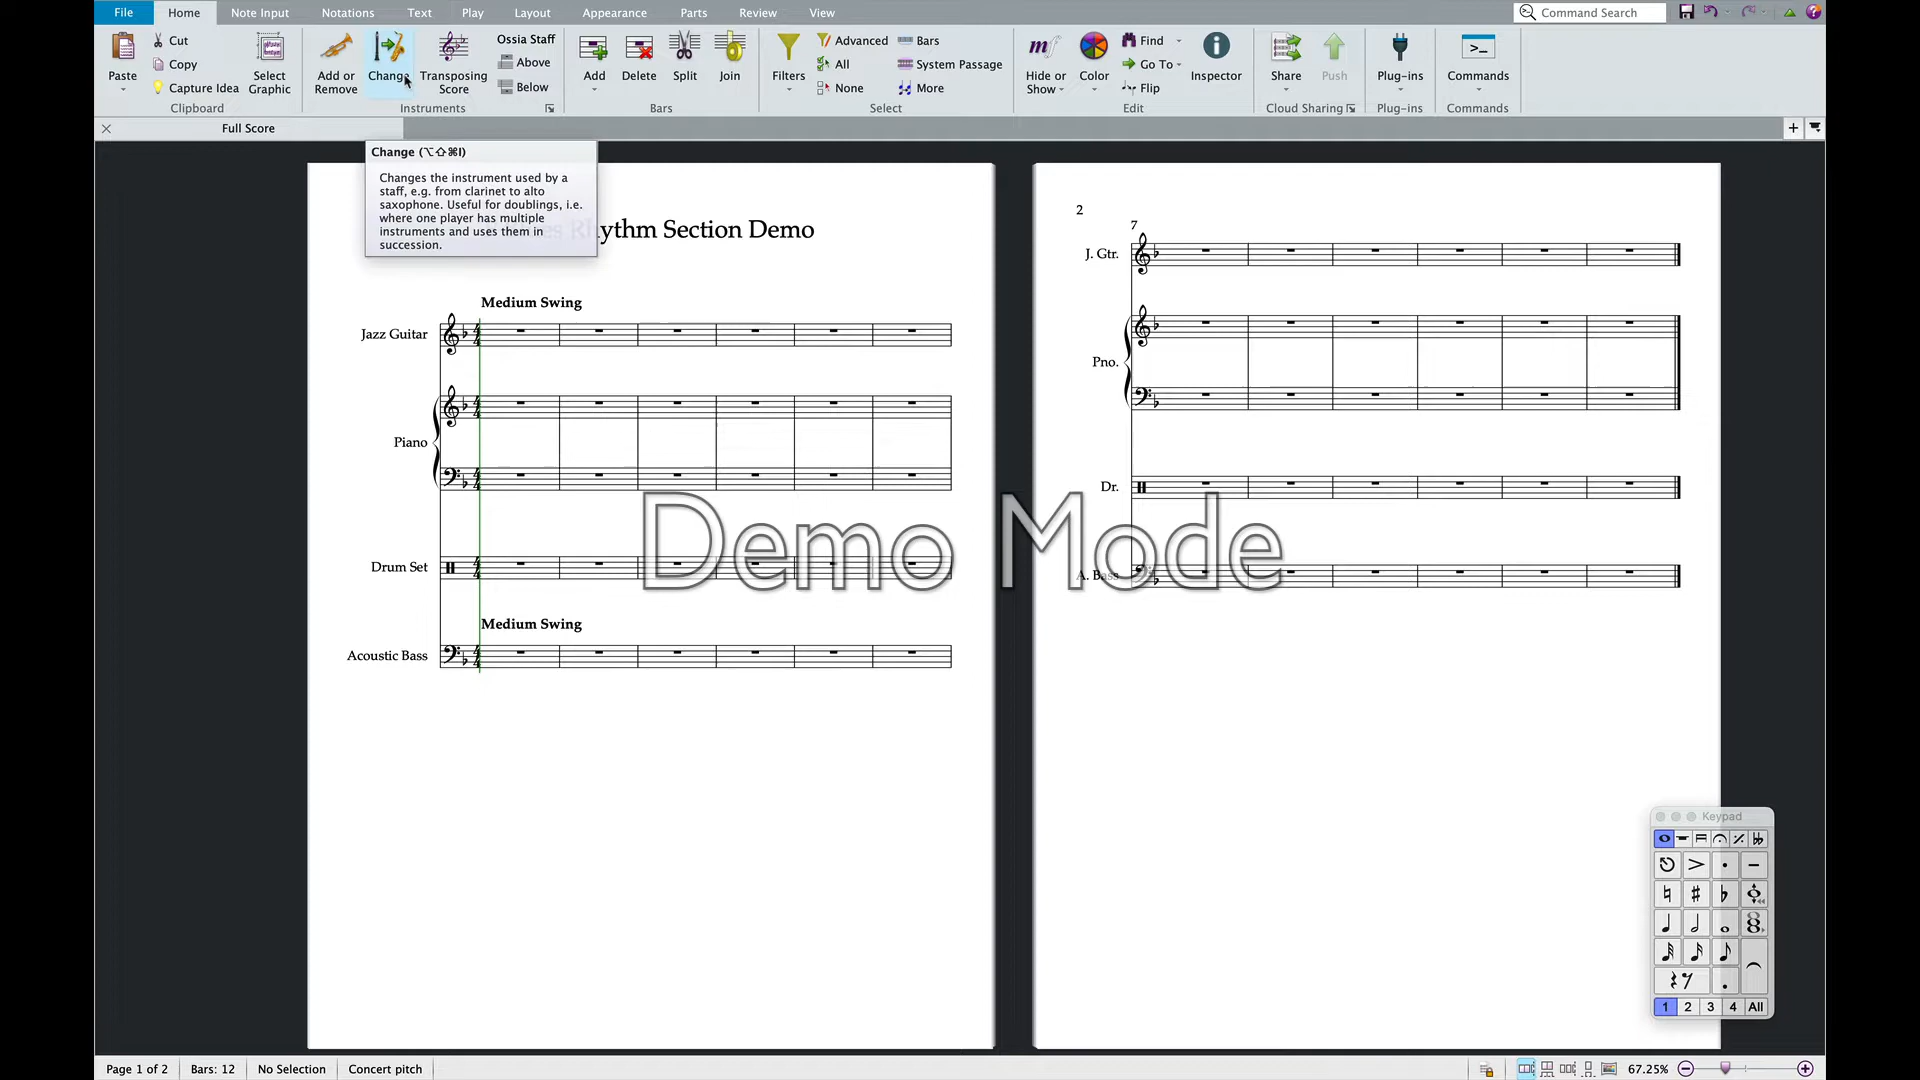 File Home Note Input Notations Text Play Layout Appearance Parts Review View Command Search
Paste
Cut
Copy
Capture Idea
Select Graphic
Clipboard
Add or Remove
Change
Transposing Score
Ossia Staff
Above
Below
Instruments
Add
Delete
Split
Join
Bars
Filters
Advanced
All
None
Bars
System Passage
More
Select
Hide or Show
Color
Find
Go To
Flip
Inspector
Edit
Share
Push
Cloud Sharing
Plug-ins
Plug-ins
Commands
Commands
Full Score
Change (⌥⇧⌘I)
Changes the instrument used by a
staff, e.g. from clarinet to alto
saxophone. Useful for doublings, i.e.
where one player has multiple
instruments and uses them in
succession.
Rhythm Section Demo
Medium Swing
Jazz Guitar
Piano
Drum Set
Medium Swing
Acoustic Bass
2
7
J. Gtr.
Pno.
Dr.
A. Bass
Demo Mode
Keypad
1 2 3 4 All
Page 1 of 2 Bars: 12 No Selection Concert pitch 67.25%